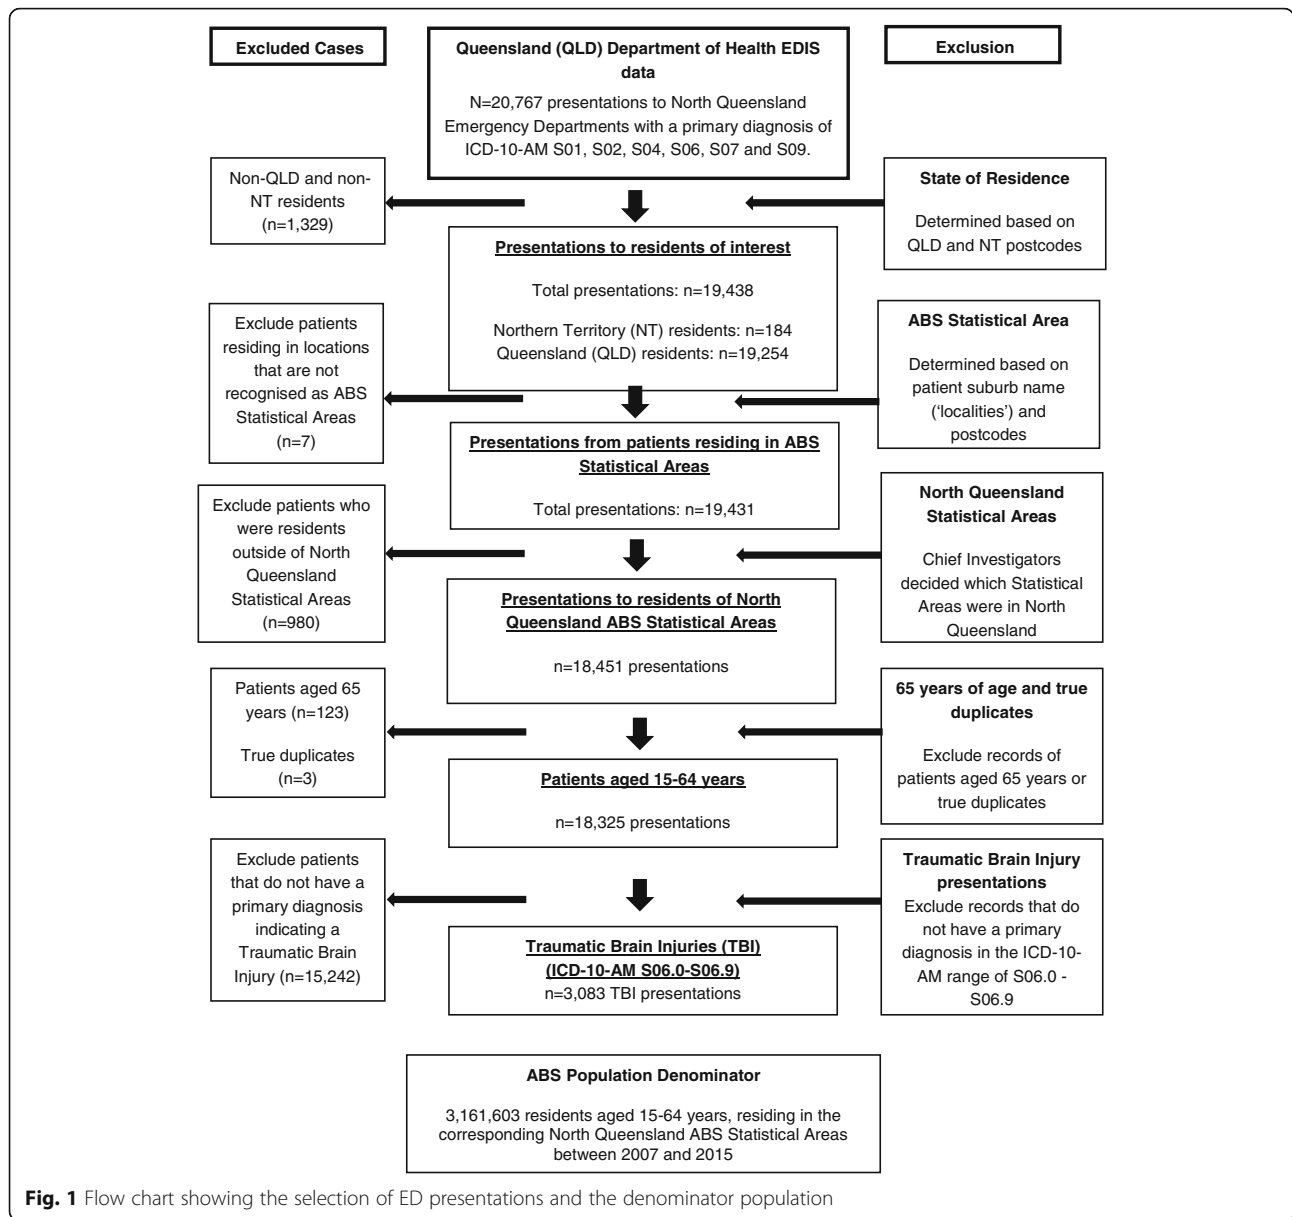 Excluded Cases
Queensland (QLD) Department of Health EDIS
data
N=20,767 presentations to North Queensland
Emergency Departments with a primary diagnosis of
ICD-10-AM S01, S02, S04, S06, S07 and S09.
Exclusion
Non-QLD and non-
NT residents
(n=1,329)
State of Residence
Determined based on
QLD and NT postcodes
Presentations to residents of interest
Total presentations: n=19,438
Northern Territory (NT) residents: n=184
Queensland (QLD) residents: n=19,254
Exclude patients
residing in locations
that are not
recognised as ABS
Statistical Areas
(n=7)
ABS Statistical Area
Determined based on
patient suburb name
(‘localities’) and
postcodes
Presentations from patients residing in ABS
Statistical Areas
Total presentations: n=19,431
Exclude patients who
were residents
outside of North
Queensland
Statistical Areas
(n=980)
North Queensland
Statistical Areas
Chief Investigators
decided which Statistical
Areas were in North
Queensland
Presentations to residents of North
Queensland ABS Statistical Areas
n=18,451 presentations
Patients aged 65
years (n=123)
True duplicates
(n=3)
65 years of age and true
duplicates
Exclude records of
patients aged 65 years or
true duplicates
Patients aged 15-64 years
n=18,325 presentations
Exclude patients
that do not have a
primary diagnosis
indicating a
Traumatic Brain
Injury (n=15,242)
Traumatic Brain Injury
presentations
Exclude records that do
not have a primary
diagnosis in the ICD-10-
AM range of S06.0 -
S06.9
Traumatic Brain Injuries (TBI)
(ICD-10-AM S06.0-S06.9)
n=3,083 TBI presentations
ABS Population Denominator
3,161,603 residents aged 15-64 years, residing in the
corresponding North Queensland ABS Statistical Areas
between 2007 and 2015
Fig. 1 Flow chart showing the selection of ED presentations and the denominator population